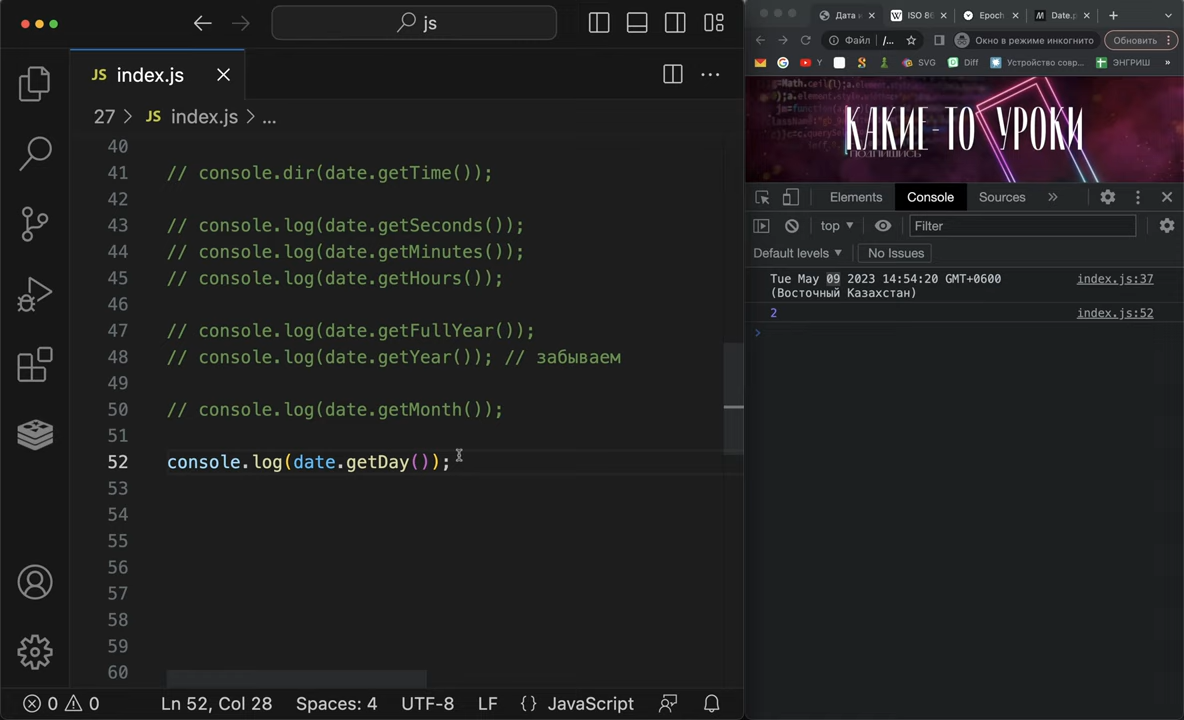 js
index.js
27 > JS index.js > ...
40
41 // console.dir(date.getTime());
42
43 // console.log(date.getSeconds());
44 // console.log(date.getMinutes());
45 // console.log(date.getHours());
46
47 // console.log(date.getFullYear());
48 // console.log(date.getYear()); // забываем
49
50 // console.log(date.getMonth());
51
52 console.log(date.getDay());
53
54
55
56
57
58
59
60
0 0 Ln 52, Col 28 Spaces: 4 UTF-8 LF {} JavaScript
Дата и ISO 86 Epoch Date.p
Файл /... Окно в режиме инкогнито Обновить
Y SVG Diff Устройство совр... ЭНГРИШ »
КАКИЕ-ТО УРОКИ
ПОДПИШИСЬ
Elements Console Sources »
top Filter
Default levels No Issues
Tue May 09 2023 14:54:20 GMT+0600 index.js:37
(Восточный Казахстан)
2 index.js:52
>